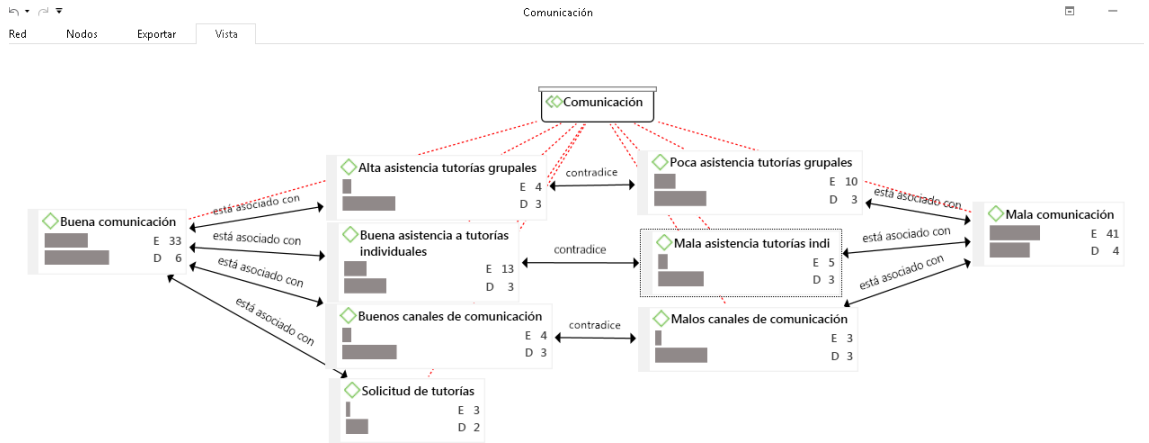 Comunicación
Red Nodos Exportar Vista
Comunicación
Alta asistencia tutorías grupales
E 4
D 3
contradice
Poca asistencia tutorías grupales
E 10
D 3
está asociado con
está asociado con
Buena comunicación
E 33
D 6
Mala comunicación
E 41
D 4
está asociado con
Buena asistencia a tutorías
individuales
E 13
D 3
contradice
Mala asistencia tutorías indi
E 5
D 3
está asociado con
está asociado con
está asociado con
Buenos canales de comunicación
E 4
D 3
contradice
Malos canales de comunicación
E 3
D 3
está asociado con
Solicitud de tutorías
E 3
D 2